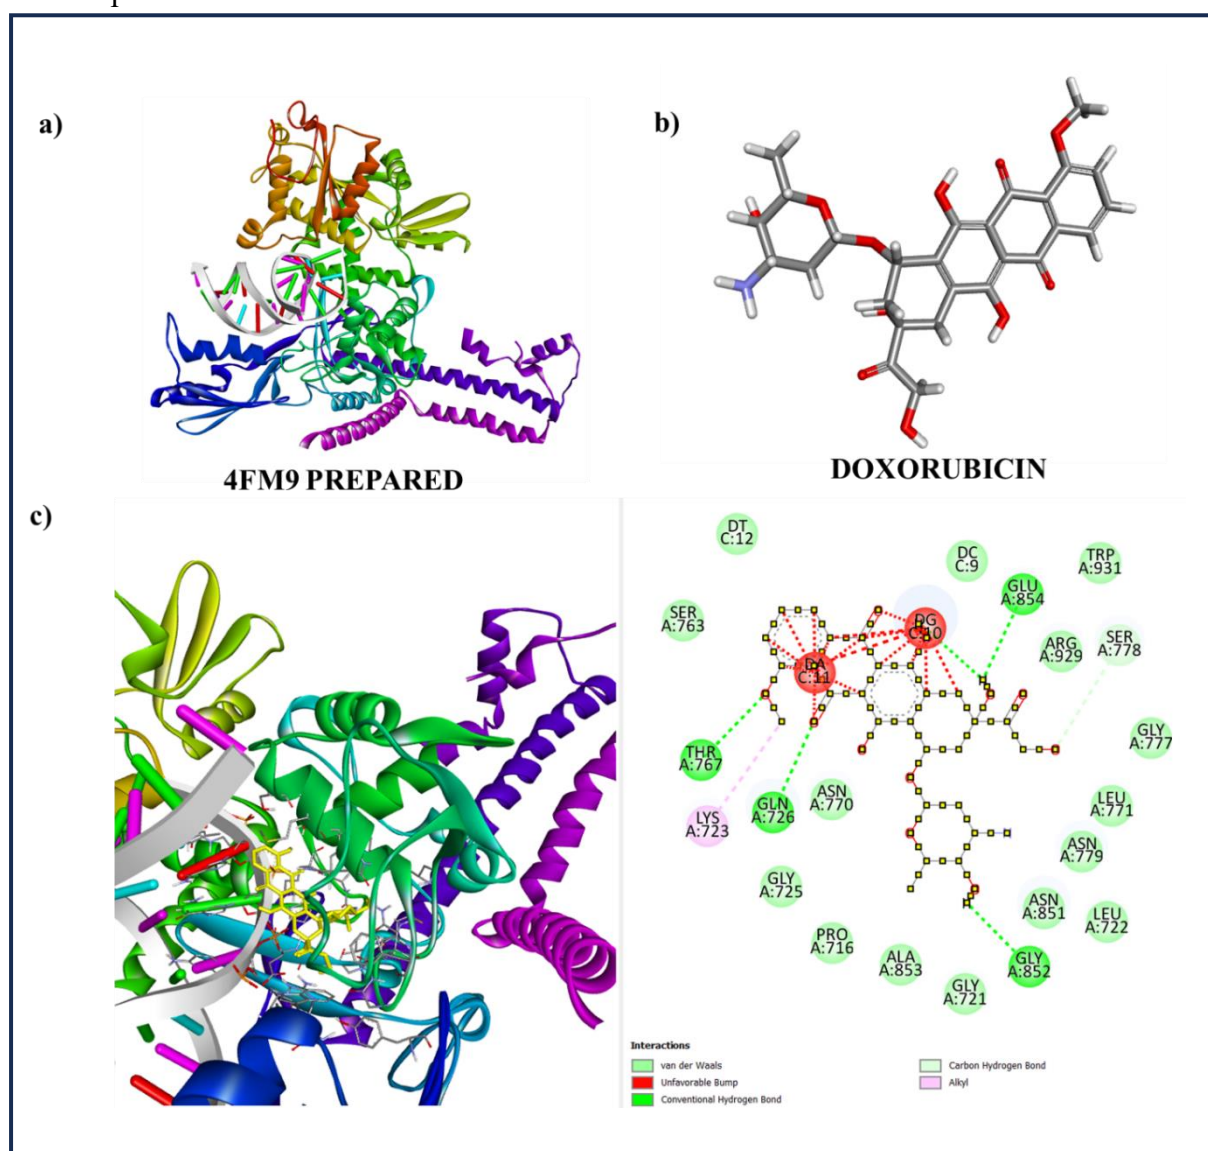 a)
b)
4FM9 PREPARED
DOXORUBICIN
c)
DT
C:12
DC
C:9
TRP
A:931
GLU
A:854
SER
A:763
DG
C:10
ARG
A:929
SER
A:778
DA
C:11
GLY
A:777
THR
A:767
LYS
A:723
GLN
A:726
ASN
A:770
LEU
A:771
ASN
A:779
GLY
A:725
ASN
A:851
LEU
A:722
PRO
A:716
ALA
A:853
GLY
A:721
GLY
A:852
Interactions
van der Waals
Unfavorable Bump
Conventional Hydrogen Bond
Carbon Hydrogen Bond
Alkyl